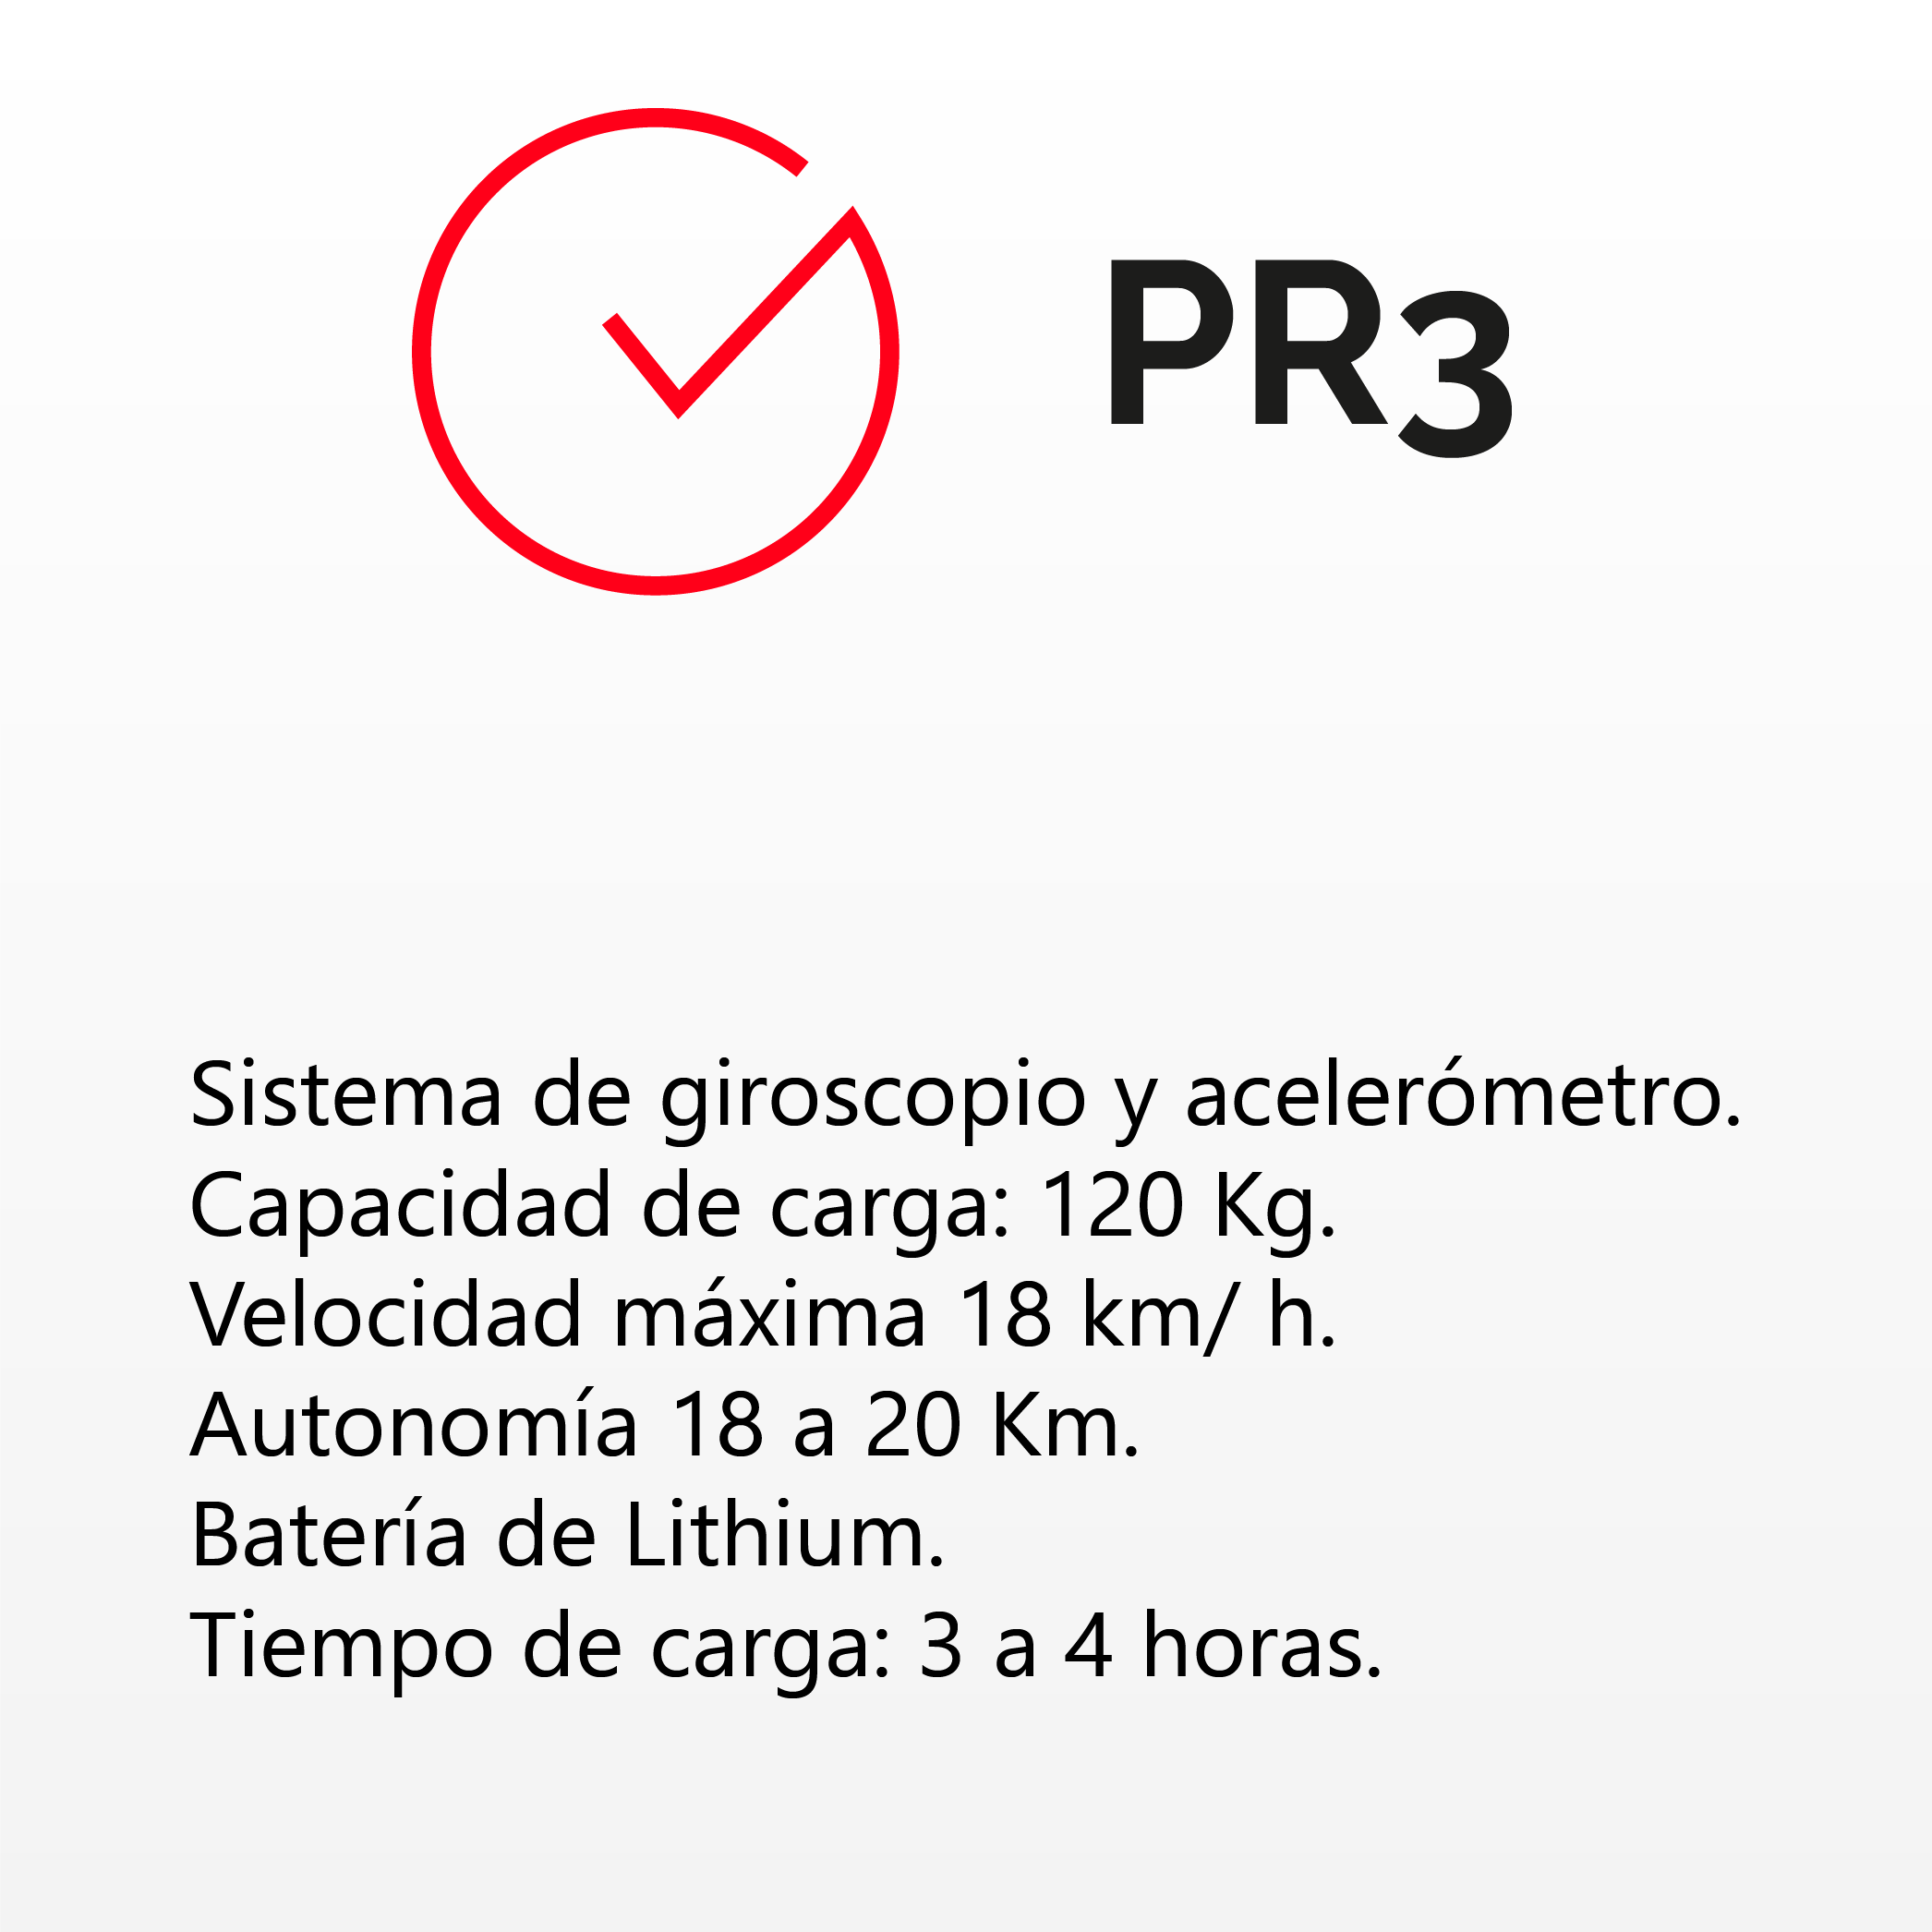 PR3
Sistema de giroscopio y acelerómetro.
Capacidad de carga: 120 Kg.
Velocidad máxima 18 km/ h.
Autonomía 18 a 20 Km.
Batería de Lithium.
Tiempo de carga: 3 a 4 horas.